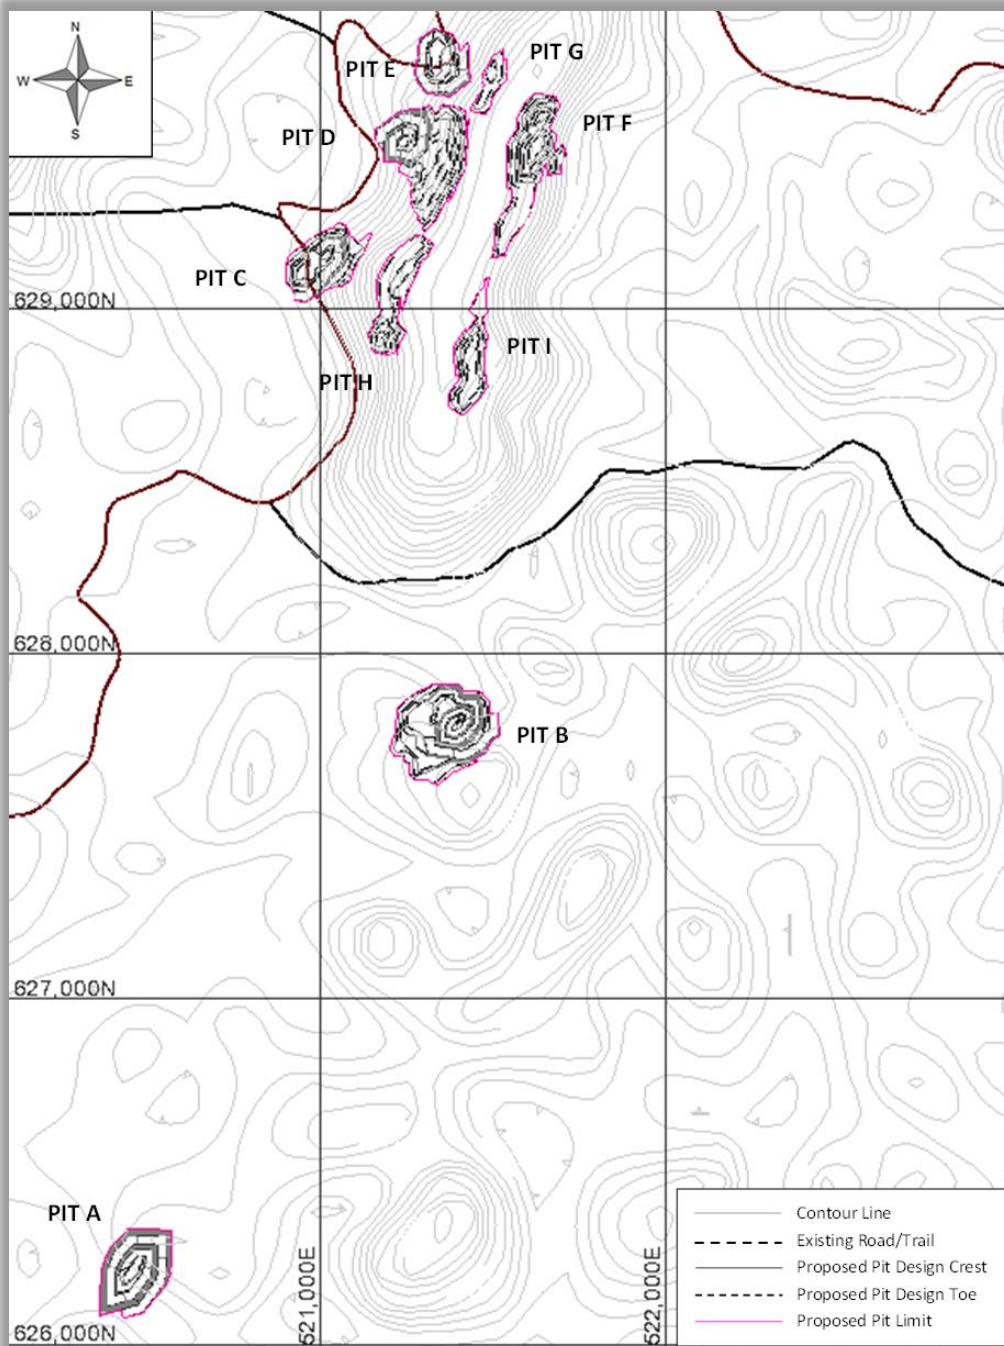 N
W E
S
PIT G
PIT E
PIT F
PIT D
PIT C
629,000N
PIT I
PIT H
628,000N
PIT B
627,000N
PIT A
521,000E
522,000E
626,000N
Contour Line
Existing Road/Trail
Proposed Pit Design Crest
Proposed Pit Design Toe
Proposed Pit Limit